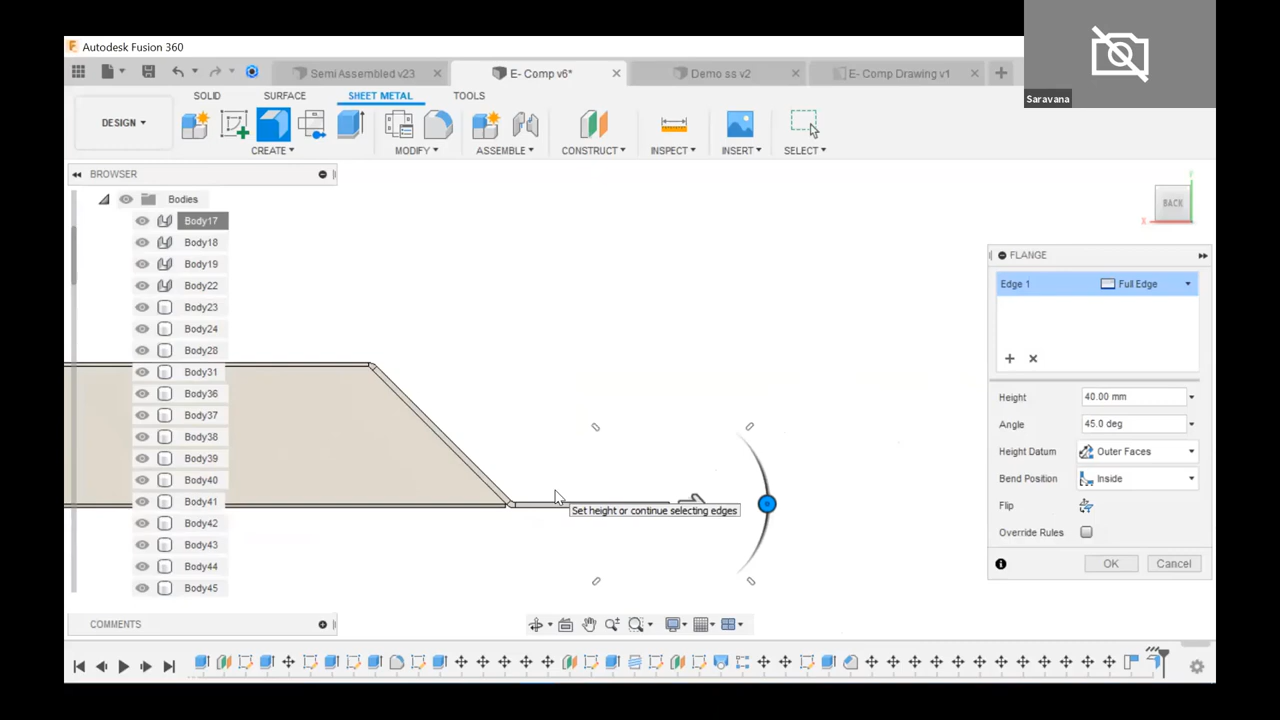 Autodesk Fusion 360
Saravana
Semi Assembled v23
E- Comp v6*
Demo ss v2
E- Comp Drawing v1
SOLID
SURFACE
SHEET METAL
TOOLS
DESIGN
CREATE
MODIFY
ASSEMBLE
CONSTRUCT
INSPECT
INSERT
SELECT
BROWSER
Bodies
Body17
Body18
Body19
Body22
Body23
Body24
Body28
Body31
Body36
Body37
Body38
Body39
Body40
Body41
Body42
Body43
Body44
Body45
BACK
X
Y
Set height or continue selecting edges
FLANGE
Edge 1 Full Edge
Height 40.00 mm
Angle 45.0 deg
Height Datum Outer Faces
Bend Position Inside
Flip
Override Rules
OK Cancel
COMMENTS